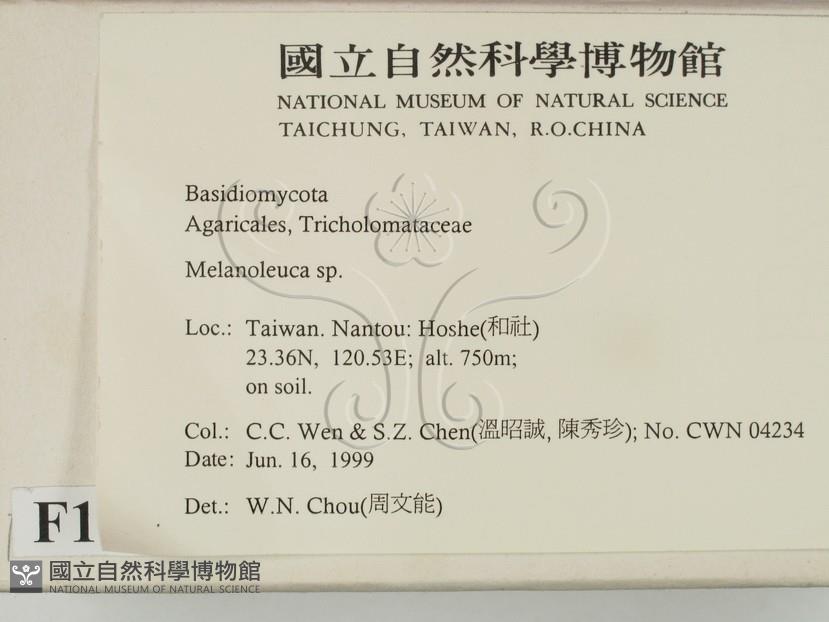 國立自然科學博物館
NATIONAL MUSEUM OF NATURAL SCIENCE
TAICHUNG, TAIWAN, R.O.CHINA
Basidiomycota
Agaricales, Tricholomataceae
Melanoleuca sp.
Loc.: Taiwan. Nantou: Hoshe(和社)
23.36N, 120.53E; alt. 750m;
on soil.
Col.: C.C. Wen & S.Z. Chen(溫昭誠, 陳秀珍); No. CWN 04234
Date: Jun. 16, 1999
Det.: W.N. Chou(周文能)
F1
國立自然科學博物館
NATIONAL MUSEUM OF NATURAL SCIENCE